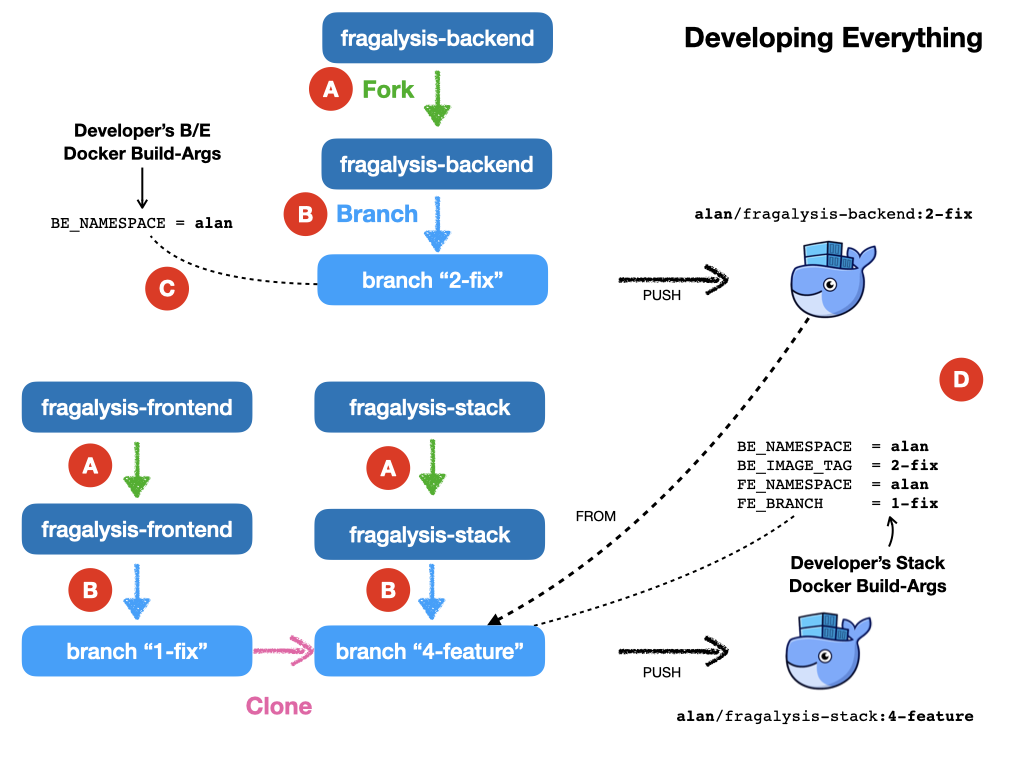 fragalysis-backend
Developing Everything
A Fork
Developer's B/E
Docker Build-Args
fragalysis-backend
B Branch
BE_NAMESPACE = alan
alan/fragalysis-backend:2-fix
C
branch “2-fix”
PUSH
D
fragalysis-frontend
fragalysis-stack
A
A
BE_NAMESPACE = alan
BE_IMAGE_TAG = 2-fix
FE_NAMESPACE = alan
FE_BRANCH = 1-fix
FROM
fragalysis-frontend
fragalysis-stack
Developer’s Stack
Docker Build-Args
B
B
branch “1-fix”
branch “4-feature”
PUSH
Clone
alan/fragalysis-stack:4-feature